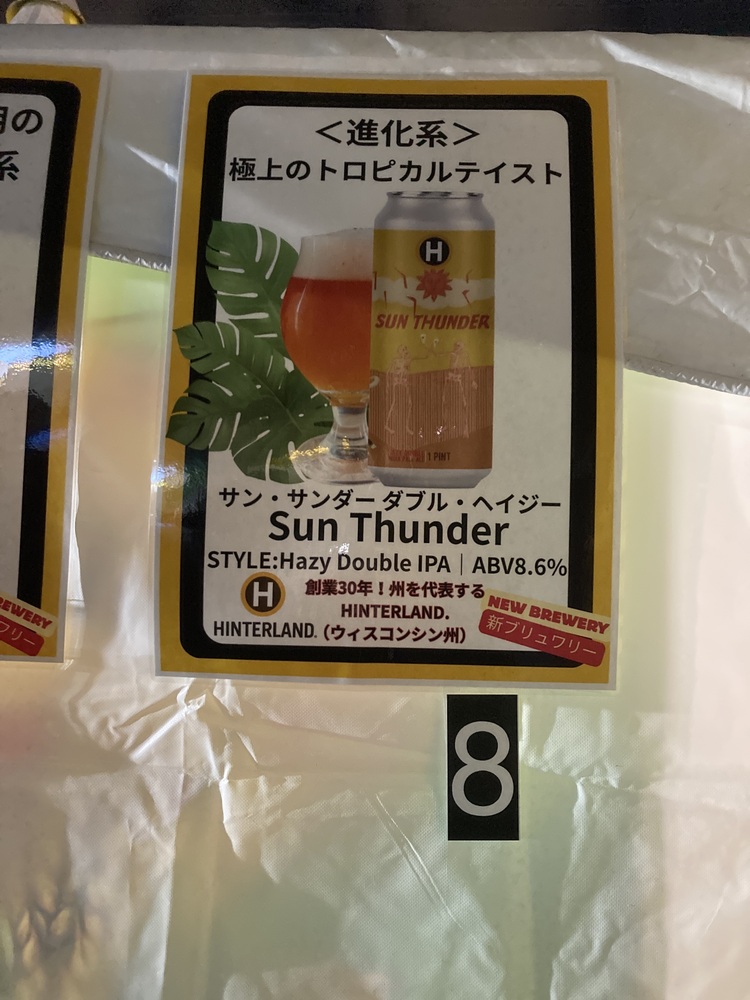 の
系
＜進化系＞
極上のトロピカルテイスト
H
SUN THUNDER
1 PINT
サン・サンダー ダブル・ヘイジー
Sun Thunder
STYLE:Hazy Double IPA｜ABV8.6%
H
創業30年！州を代表する
HINTERLAND.
HINTERLAND.（ウィスコンシン州）
NEW BREWERY
新ブリュワリー
8